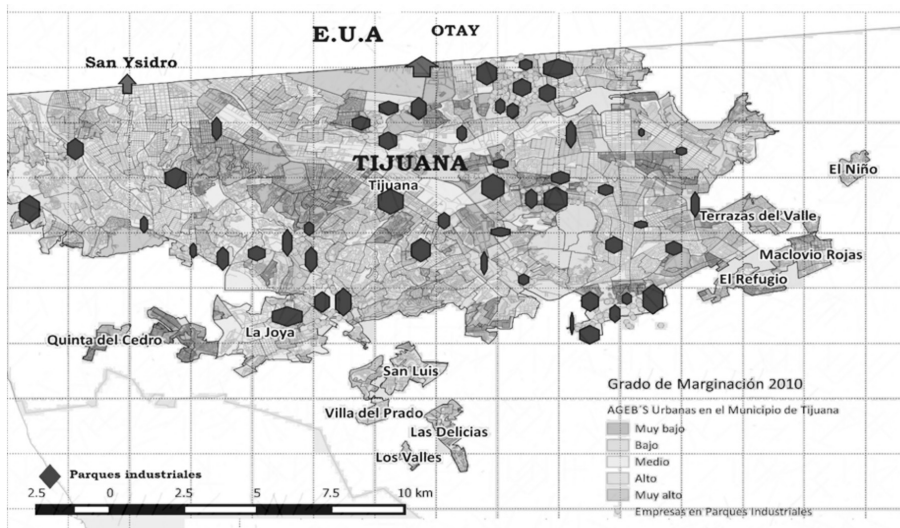 E.U.A
OTAY
San Ysidro
TIJUANA
Tijuana
El Niño
Terrazas del Valle
Maclovio Rojas
El Refugio
Quinta del Cedro
La Joya
San Luis
Villa del Prado
Las Delicias
Los Valles
Grado de Marginación 2010
AGEB´S Urbanas en el Municipio de Tijuana
Muy bajo
Bajo
Medio
Alto
Muy alto
Empresas en Parques Industriales
Parques industriales
2.5 0 2.5 5 7.5 10 km